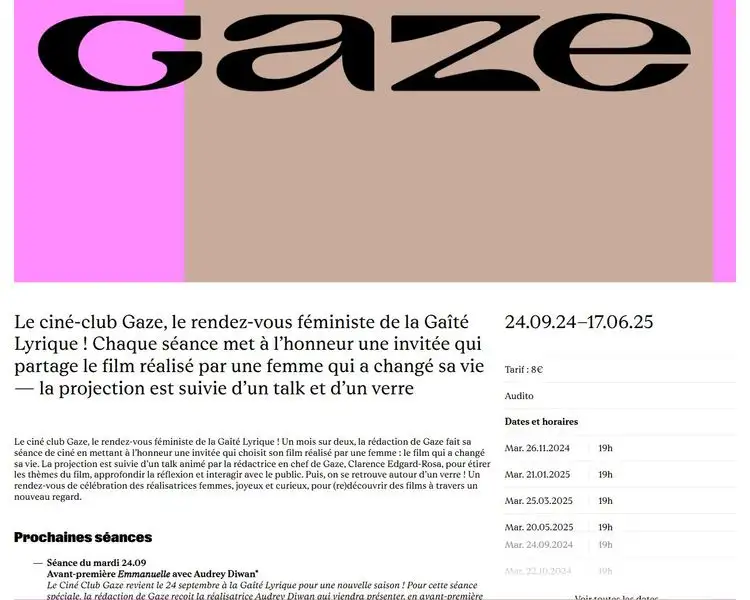 Gaze
Le ciné-club Gaze, le rendez-vous féministe de la Gaîté
Lyrique ! Chaque séance met à l’honneur une invitée qui
partage le film réalisé par une femme qui a changé sa vie
— la projection est suivie d’un talk et d’un verre
Le ciné club Gaze, le rendez-vous féministe de la Gaîté Lyrique ! Un mois sur deux, la rédaction de Gaze fait sa
séance de ciné en mettant à l’honneur une invitée qui choisit son film réalisé par une femme : le film qui a changé
sa vie. La projection est suivie d’un talk animé par la rédactrice en chef de Gaze, Clarence Edgard-Rosa, pour étirer
les thèmes du film, approfondir la réflexion et interagir avec le public. Puis, on se retrouve autour d’un verre ! Un
rendez-vous de célébration des réalisatrices femmes, joyeux et curieux, pour (re)découvrir des films à travers un
nouveau regard.
Prochaines séances
— Séance du mardi 24.09
Avant-première Emmanuelle avec Audrey Diwan*
Le Ciné Club Gaze revient le 24 septembre à la Gaîté Lyrique pour une nouvelle saison ! Pour cette séance
spéciale, la rédaction de Gaze reçoit la réalisatrice Audrey Diwan qui viendra présenter, en avant-première
24.09.24–17.06.25
Tarif : 8€
Audito
Dates et horaires
Mar. 26.11.2024 19h
Mar. 21.01.2025 19h
Mar. 25.03.2025 19h
Mar. 20.05.2025 19h
Mar. 24.09.2024 19h
Mar. 22.10.2024 19h
Voir toutes les dates